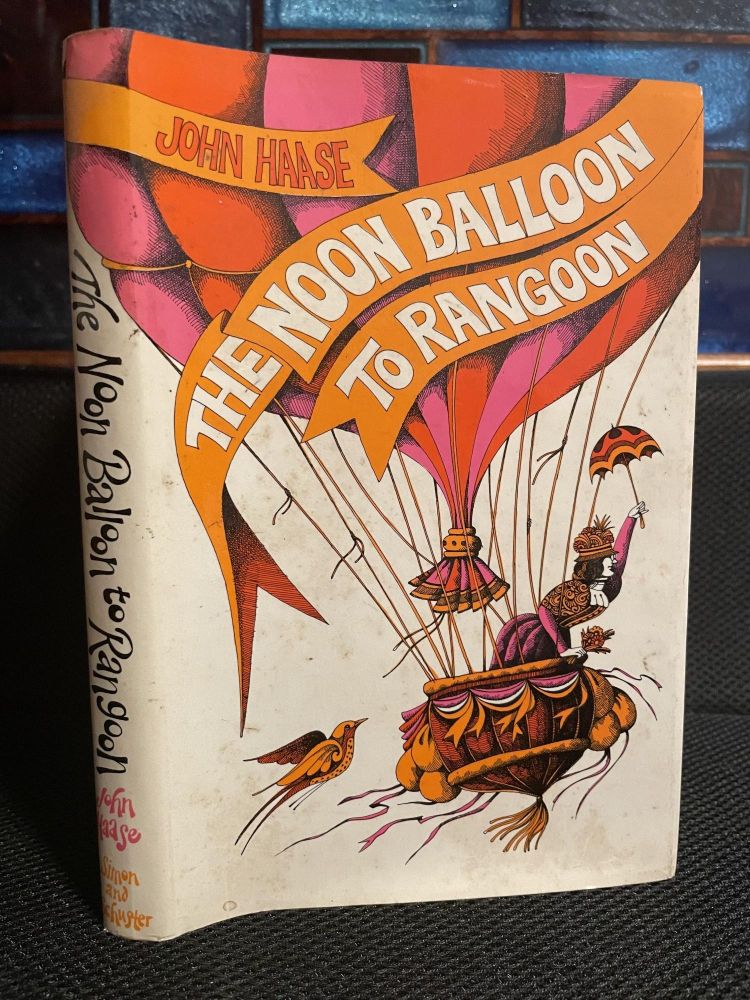 JOHN HAASE
THE NOON BALLOON
TO RANGOON
The Noon Balloon to Rangoon
John
Haase
Simon
and
Schuster